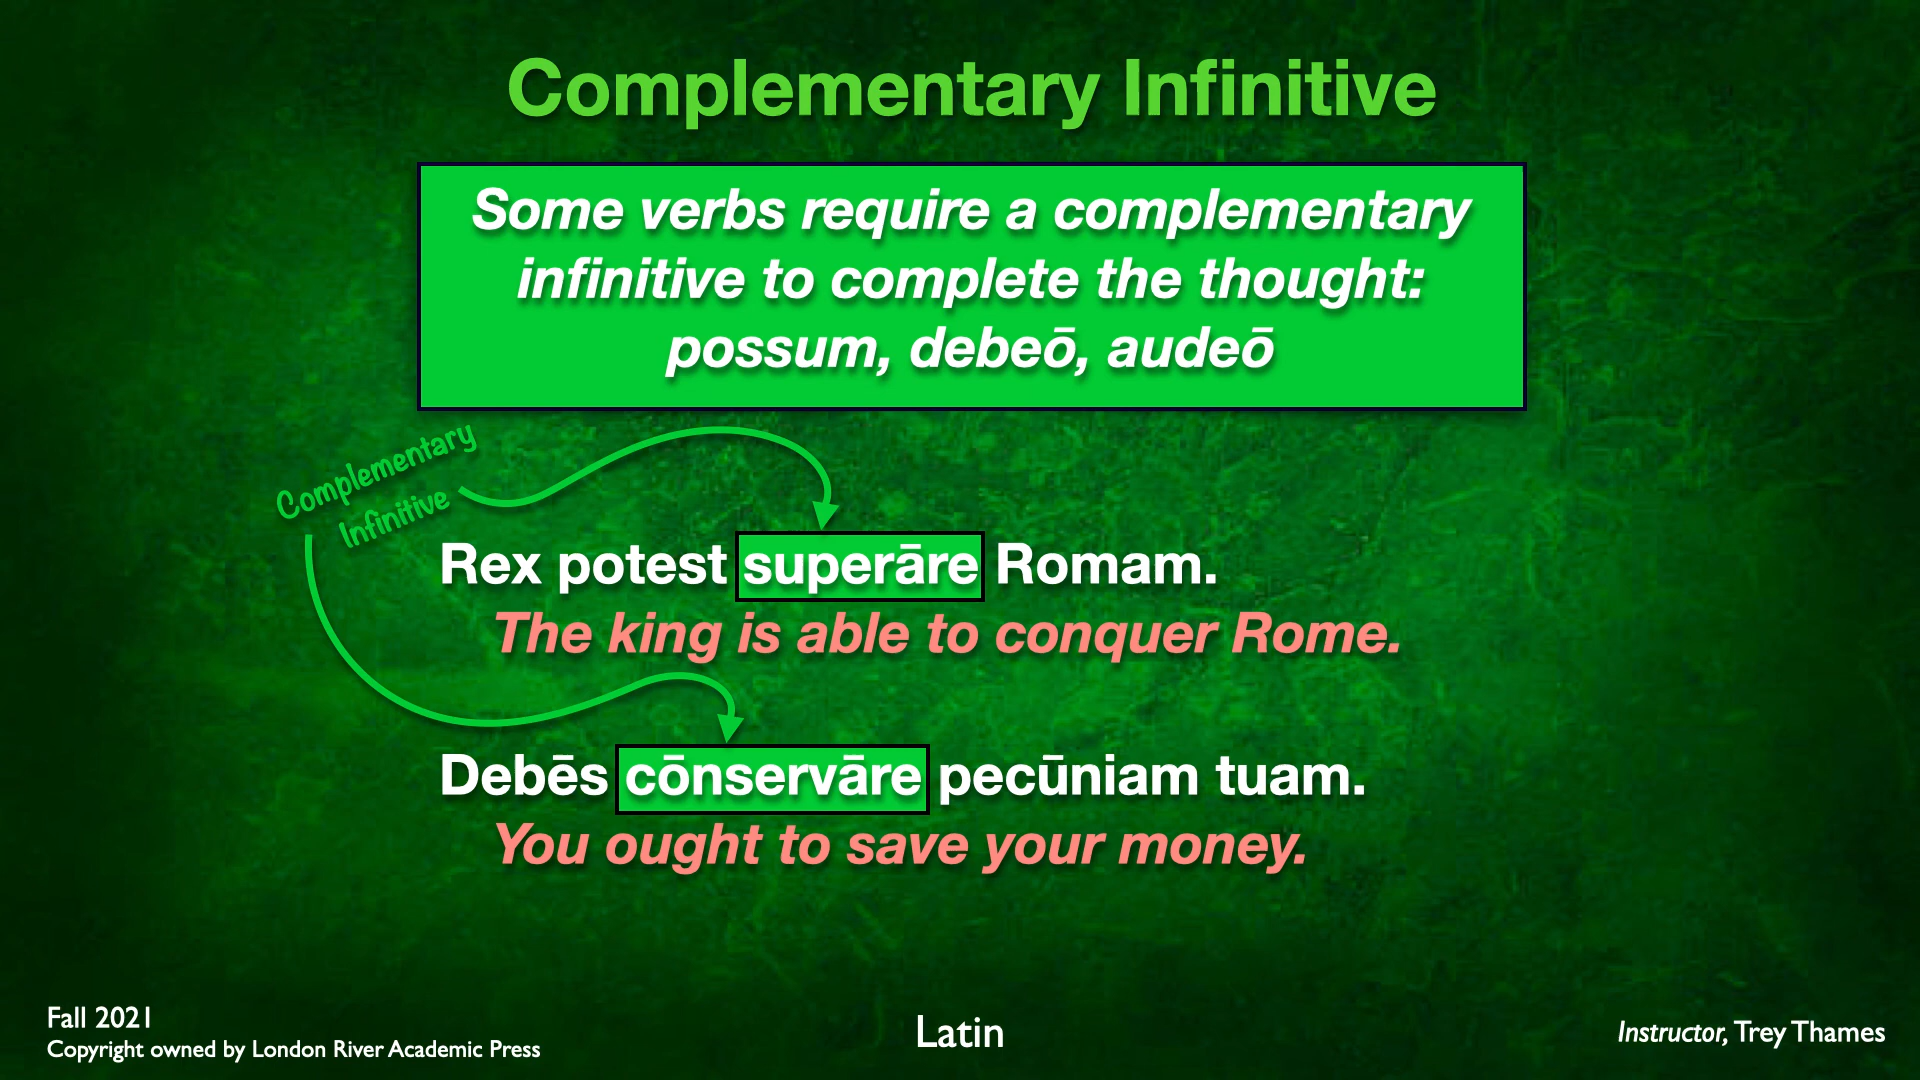 Complementary Infinitive
Some verbs require a complementary
infinitive to complete the thought:
possum, debeō, audeō
Complementary
Infinitive
Rex potest superāre Romam.
The king is able to conquer Rome.
Debēs cōnservāre pecūniam tuam.
You ought to save your money.
Fall 2021
Copyright owned by London River Academic Press
Latin
Instructor, Trey Thames